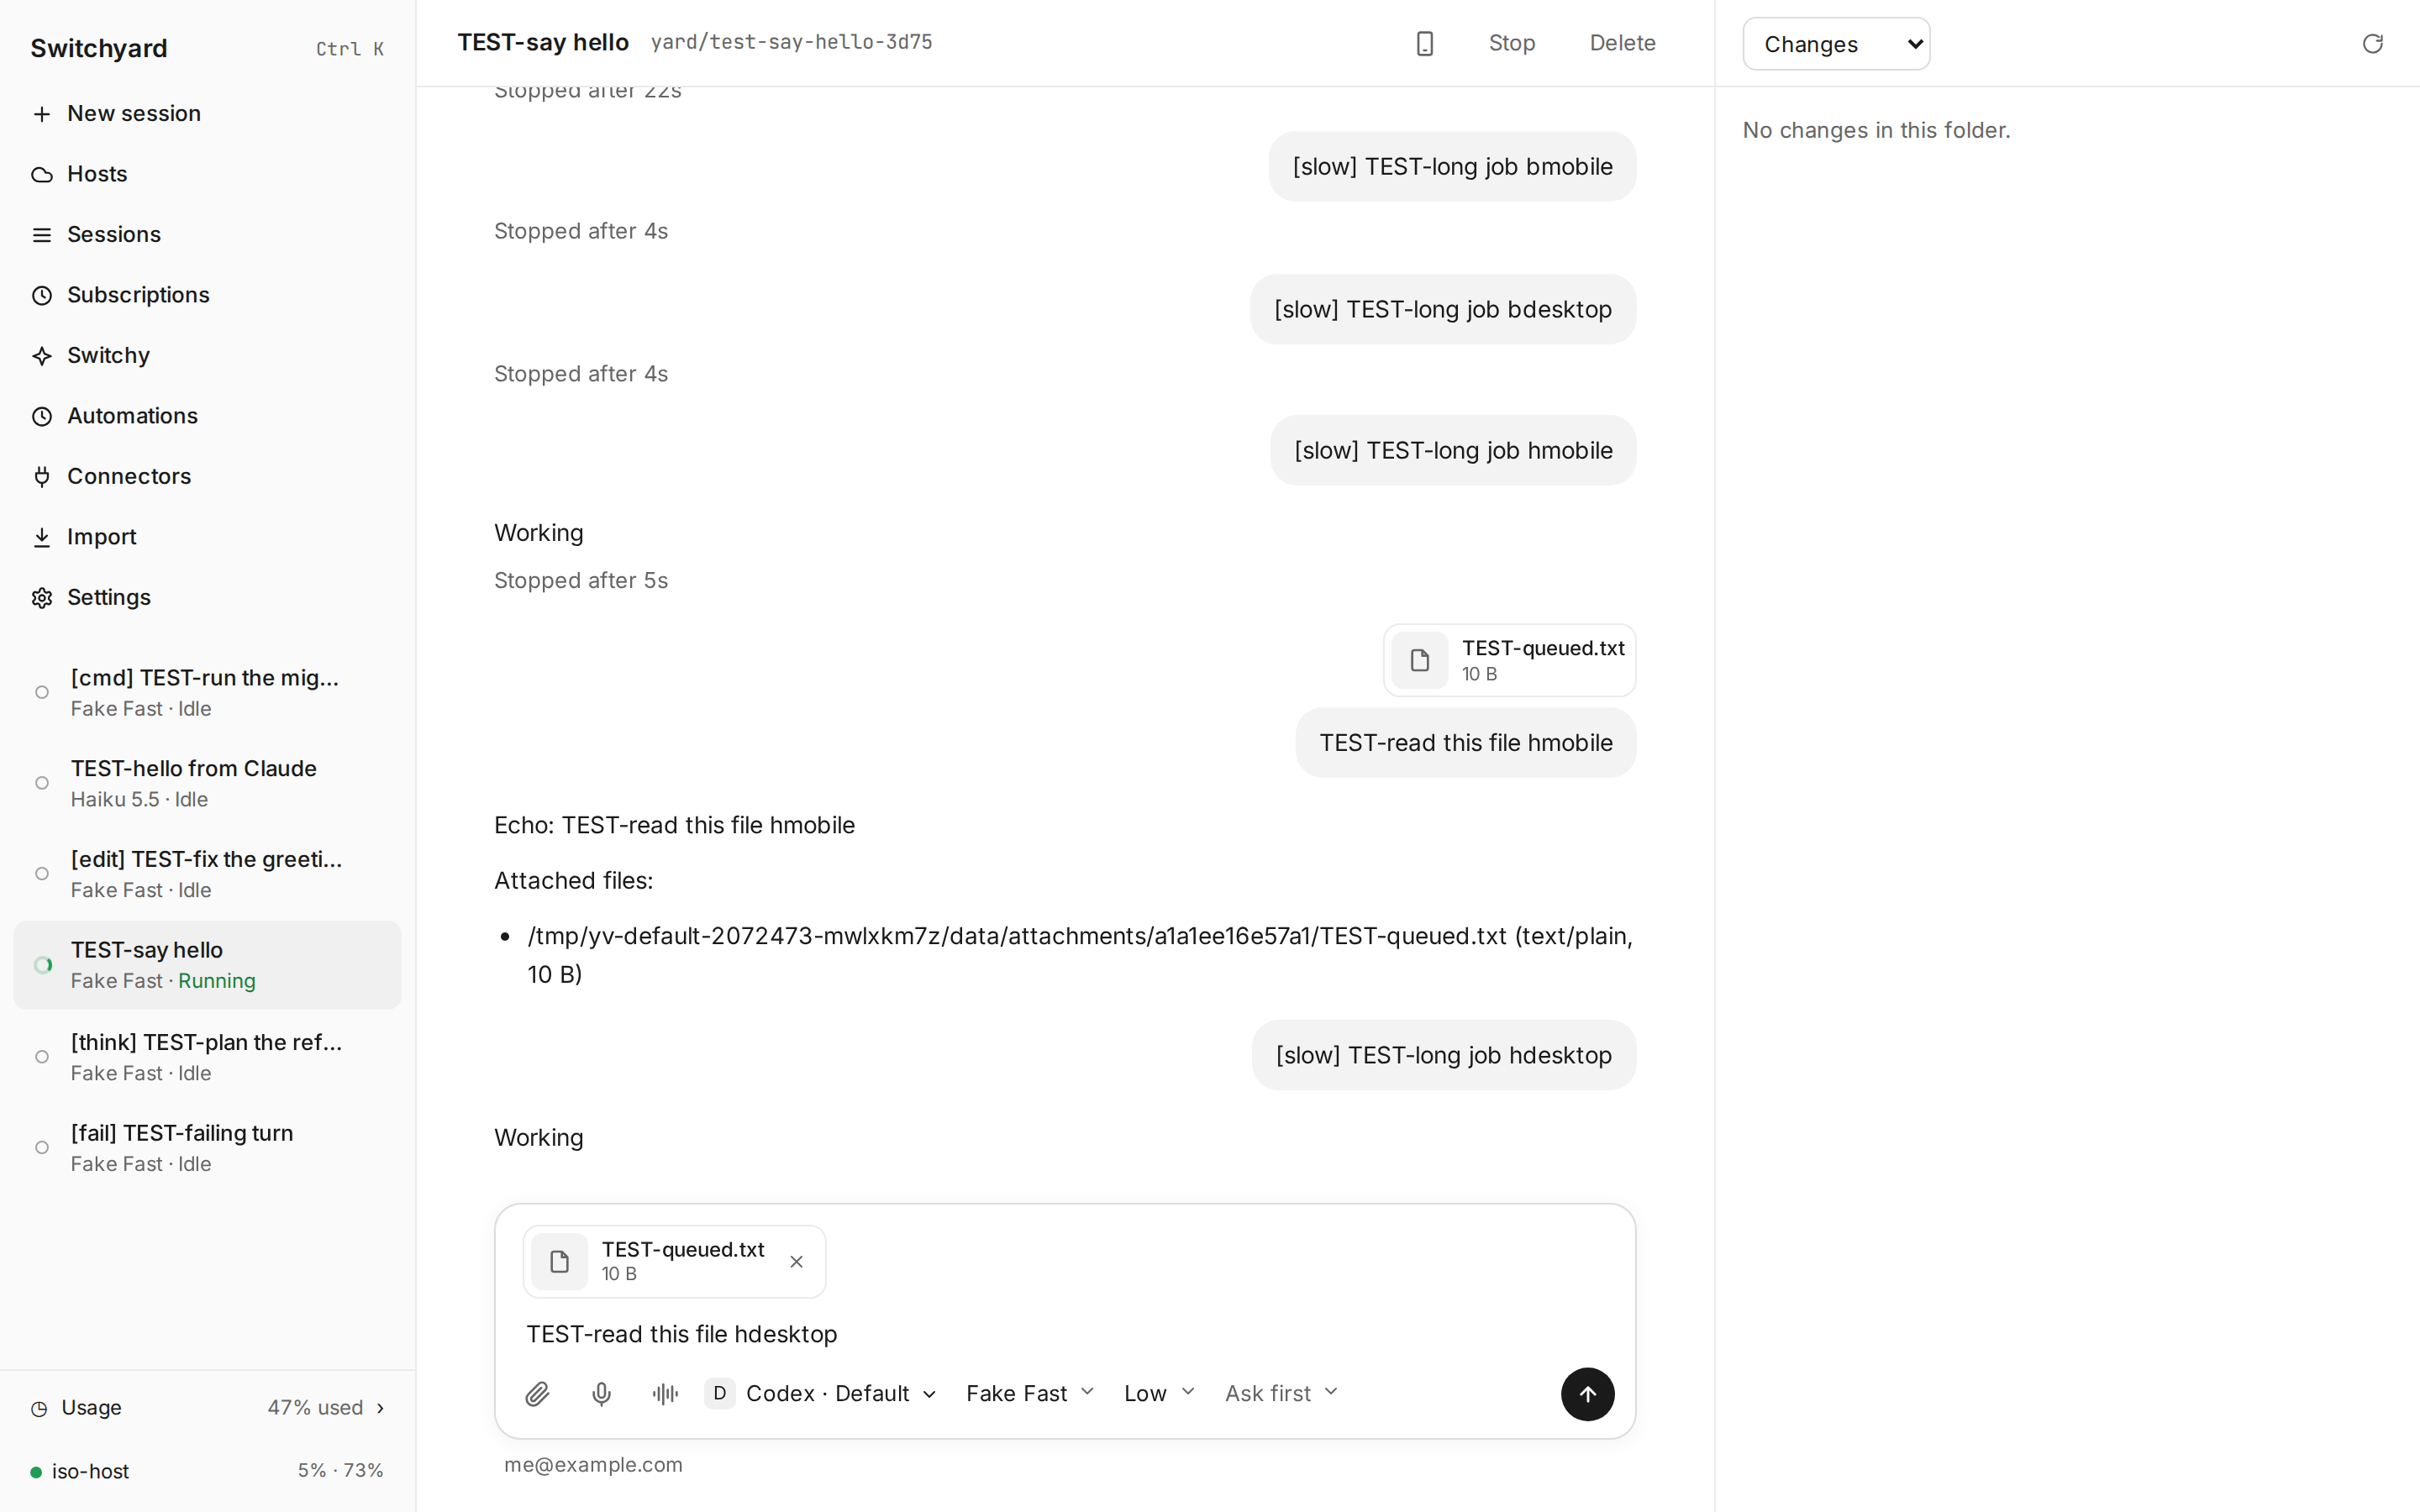 Switchyard
Ctrl K
New session
Hosts
Sessions
Subscriptions
Switchy
Automations
Connectors
Import
Settings
[cmd] TEST-run the mig...
Fake Fast · Idle
TEST-hello from Claude
Haiku 5.5 · Idle
[edit] TEST-fix the greeti...
Fake Fast · Idle
TEST-say hello
Fake Fast · Running
[think] TEST-plan the ref...
Fake Fast · Idle
[fail] TEST-failing turn
Fake Fast · Idle
Usage
47% used
iso-host
5% · 73%
TEST-say hello
yard/test-say-hello-3d75
Stop
Delete
Stopped after 22s
[slow] TEST-long job bmobile
Stopped after 4s
[slow] TEST-long job bdesktop
Stopped after 4s
[slow] TEST-long job hmobile
Working
Stopped after 5s
TEST-queued.txt
10 B
TEST-read this file hmobile
Echo: TEST-read this file hmobile
Attached files:
/tmp/yv-default-2072473-mwlxkm7z/data/attachments/a1a1ee16e57a1/TEST-queued.txt (text/plain,
10 B)
[slow] TEST-long job hdesktop
Working
TEST-queued.txt
10 B
TEST-read this file hdesktop
D
Codex · Default
Fake Fast
Low
Ask first
me@example.com
Changes
No changes in this folder.